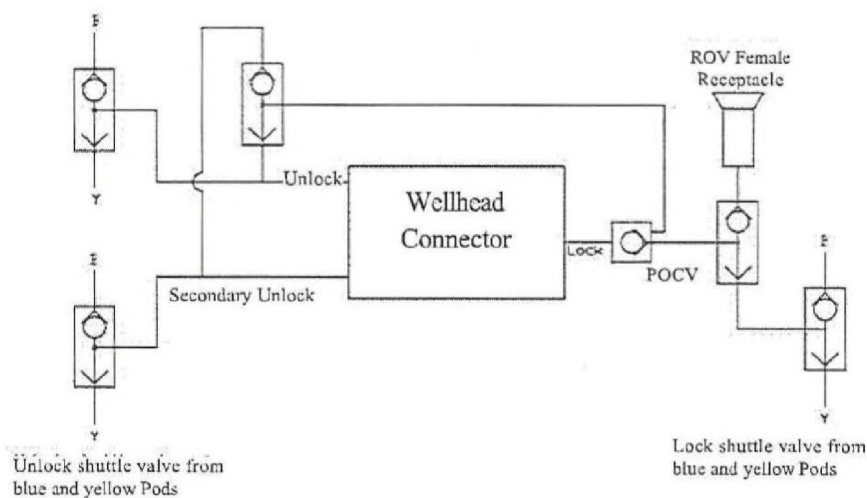 B
ROV Female
Receptacle
Unlock
Y
Wellhead
Connector
Lock
POCV
Secondary Unlock
Y
Y
Unlock shuttle valve from
blue and yellow Pods
Lock shuttle valve from
blue and yellow Pods